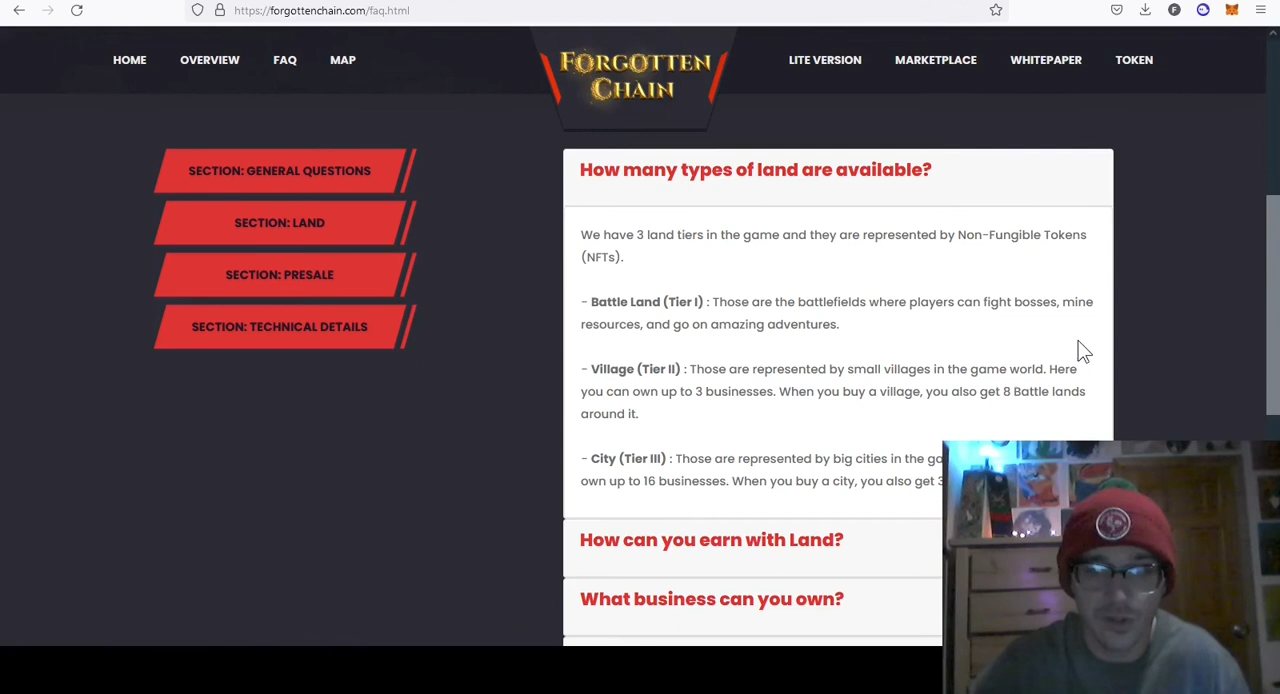 https://forgottenchain.com/faq.html
HOME OVERVIEW FAQ MAP
FORGOTTEN
CHAIN
LITE VERSION MARKETPLACE WHITEPAPER TOKEN
SECTION: GENERAL QUESTIONS
SECTION: LAND
SECTION: PRESALE
SECTION: TECHNICAL DETAILS
How many types of land are available?
We have 3 land tiers in the game and they are represented by Non-Fungible Tokens
(NFTs).
- Battle Land (Tier I) : Those are the battlefields where players can fight bosses, mine
resources, and go on amazing adventures.
- Village (Tier II) : Those are represented by small villages in the game world. Here
you can own up to 3 businesses. When you buy a village, you also get 8 Battle lands
around it.
- City (Tier III) : Those are represented by big cities in the
own up to 16 businesses. When you buy a city, you also get
How can you earn with Land?
What business can you own?